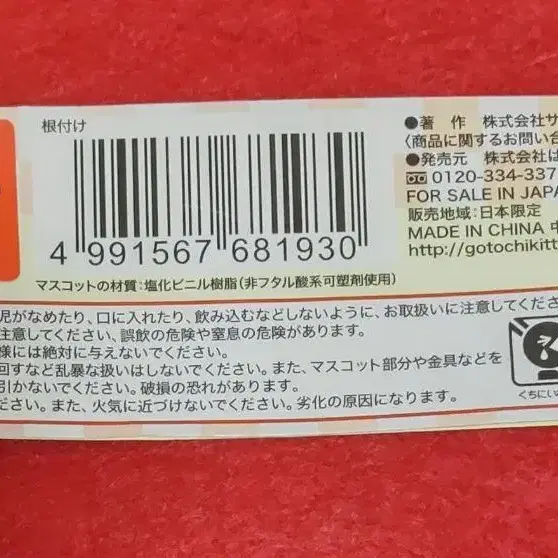 根付け
4 991567 681930
マスコットの材質：塩化ビニル樹脂（非フタル酸系可塑剤使用）
●著 作 株式会社サ
〈商品に関するお問い合
●発売元 株式会社は
0120-334-337
FOR SALE IN JAPA
販売地域：日本限定
MADE IN CHINA 中
http://gotochikitt
児がなめたり、口に入れたり、飲み込むなどしないように、お取扱いに注意してくだ
注意してください。誤飲の危険や窒息の危険があります。
様には絶対に与えないでください。
回すなど乱暴な扱いはしないでください。また、マスコット部分や金具などを
引かないでください。破損の恐れがあります。
さい。また、火気に近づけないでください。劣化の原因になります。
くちにい